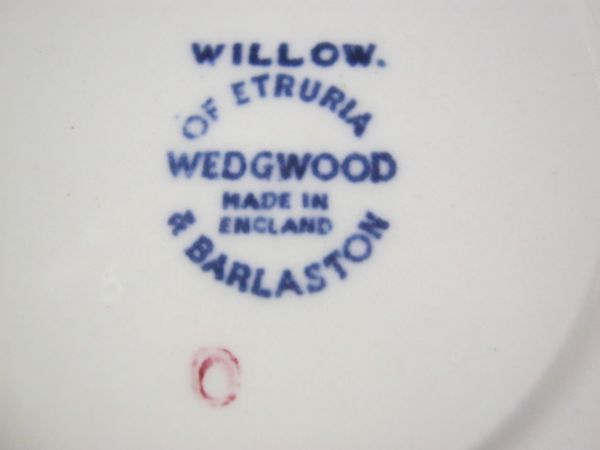 WILLOW.
OF ETRURIA
WEDGWOOD
MADE IN
ENGLAND
& BARLASTON
O